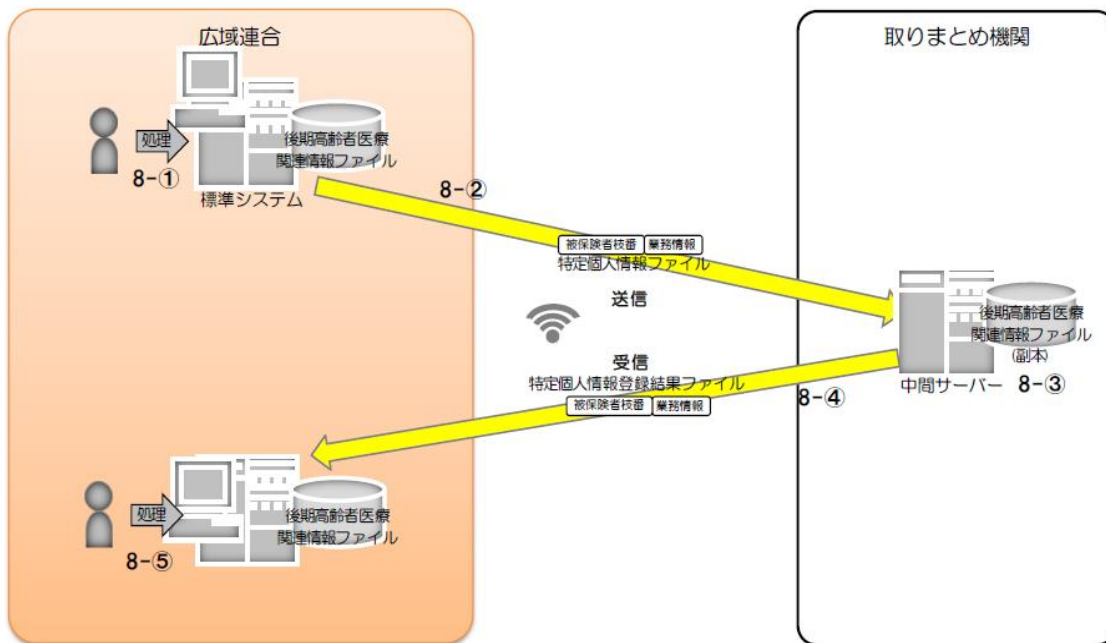 広域連合
取りまとめ機関
処理
後期高齢者医療
関連情報ファイル
8-①
標準システム
8-②
被保険者枝番 業務情報
特定個人情報ファイル
送信
後期高齢者医療
関連情報ファイル
(副本)
中間サーバー 8-③
受信
特定個人情報登録結果ファイル
被保険者枝番 業務情報
8-④
処理
後期高齢者医療
関連情報ファイル
8-⑤